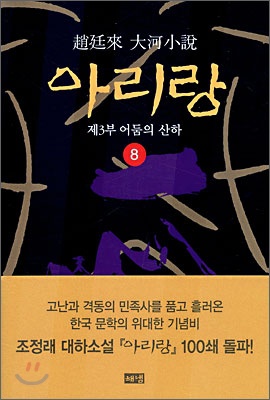 趙廷來 大河小說
아리랑
제3부 어둠의 산하
8
고난과 격동의 민족사를 품고 흘러온
한국 문학의 위대한 기념비
조정래 대하소설 『아리랑』 100쇄 돌파!
해냄
yes24